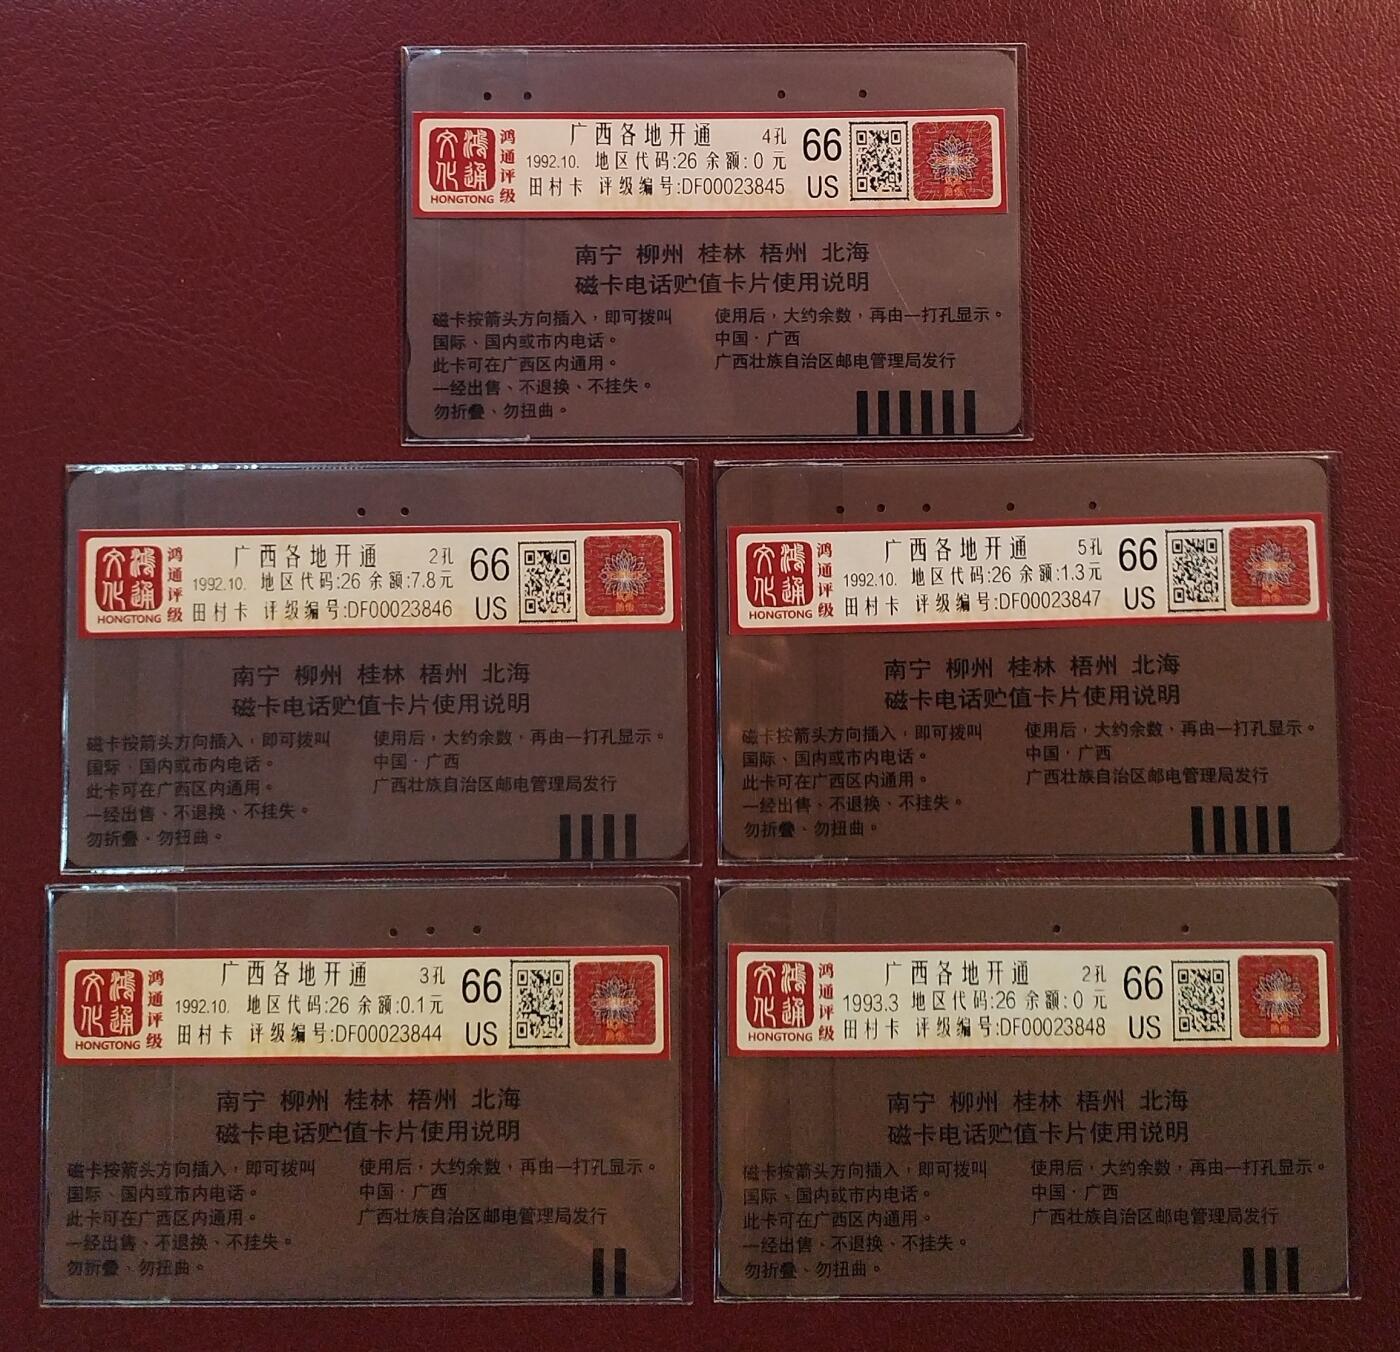 鸿通文化
HONGTONG
鸿通评级
广西各地开通 4孔
1992.10. 地区代码:26 余额:0 元
田村卡 评级编号:DF00023845
66
US
南宁 柳州 桂林 梧州 北海
磁卡电话贮值卡片使用说明
磁卡按箭头方向插入，即可拨叫
国际、国内或市内电话。
此卡可在广西区内通用。
一经出售、不退换、不挂失。
勿折叠、勿扭曲。
使用后，大约余数，再由一打孔显示。
中国·广西
广西壮族自治区邮电管理局发行
鸿通文化
HONGTONG
鸿通评级
广西各地开通 2孔
1992.10. 地区代码:26 余额:7.8元
田村卡 评级编号:DF00023846
66
US
南宁 柳州 桂林 梧州 北海
磁卡电话贮值卡片使用说明
磁卡按箭头方向插入，即可拨叫
国际、国内或市内电话。
此卡可在广西区内通用。
一经出售、不退换、不挂失。
勿折叠、勿扭曲。
使用后，大约余数，再由一打孔显示。
中国·广西
广西壮族自治区邮电管理局发行
鸿通文化
HONGTONG
鸿通评级
广西各地开通 5孔
1992.10. 地区代码:26 余额:1.3元
田村卡 评级编号:DF00023847
66
US
南宁 柳州 桂林 梧州 北海
磁卡电话贮值卡片使用说明
磁卡按箭头方向插入，即可拨叫
国际、国内或市内电话。
此卡可在广西区内通用。
一经出售、不退换、不挂失。
勿折叠、勿扭曲。
使用后，大约余数，再由一打孔显示。
中国·广西
广西壮族自治区邮电管理局发行
鸿通文化
HONGTONG
鸿通评级
广西各地开通 3孔
1992.10. 地区代码:26 余额:0.1元
田村卡 评级编号:DF00023844
66
US
南宁 柳州 桂林 梧州 北海
磁卡电话贮值卡片使用说明
磁卡按箭头方向插入，即可拨叫
国际、国内或市内电话。
此卡可在广西区内通用。
一经出售、不退换、不挂失。
勿折叠、勿扭曲。
使用后，大约余数，再由一打孔显示。
中国·广西
广西壮族自治区邮电管理局发行
鸿通文化
HONGTONG
鸿通评级
广西各地开通 2孔
1993.3 地区代码:26 余额:0 元
田村卡 评级编号:DF00023848
66
US
南宁 柳州 桂林 梧州 北海
磁卡电话贮值卡片使用说明
磁卡按箭头方向插入，即可拨叫
国际、国内或市内电话。
此卡可在广西区内通用。
一经出售、不退换、不挂失。
勿折叠、勿扭曲。
使用后，大约余数，再由一打孔显示。
中国·广西
广西壮族自治区邮电管理局发行